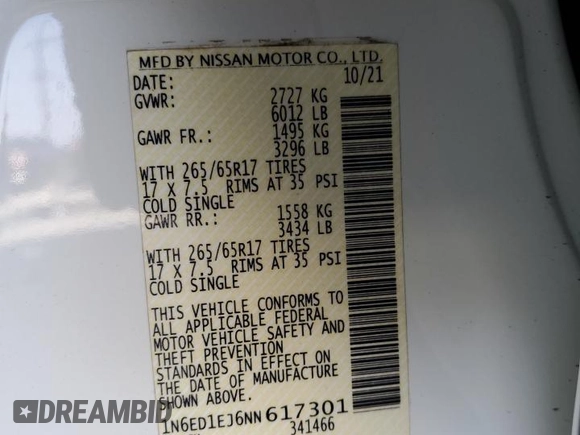 MFD BY NISSAN MOTOR CO., LTD.
DATE: 10/21
GVWR: 2727 KG
6012 LB
GAWR FR.: 1495 KG
3296 LB
WITH 265/65R17 TIRES
17 X 7.5 RIMS AT 35 PSI
COLD SINGLE
GAWR RR.: 1558 KG
3434 LB
WITH 265/65R17 TIRES
17 X 7.5 RIMS AT 35 PSI
COLD SINGLE
THIS VEHICLE CONFORMS TO
ALL APPLICABLE FEDERAL
MOTOR VEHICLE SAFETY AND
THEFT PREVENTION
STANDARDS IN EFFECT ON
THE DATE OF MANUFACTURE
SHOWN ABOVE.
1N6ED1EJ6NN617301
341466
REAL CARS
WILDBIDDER